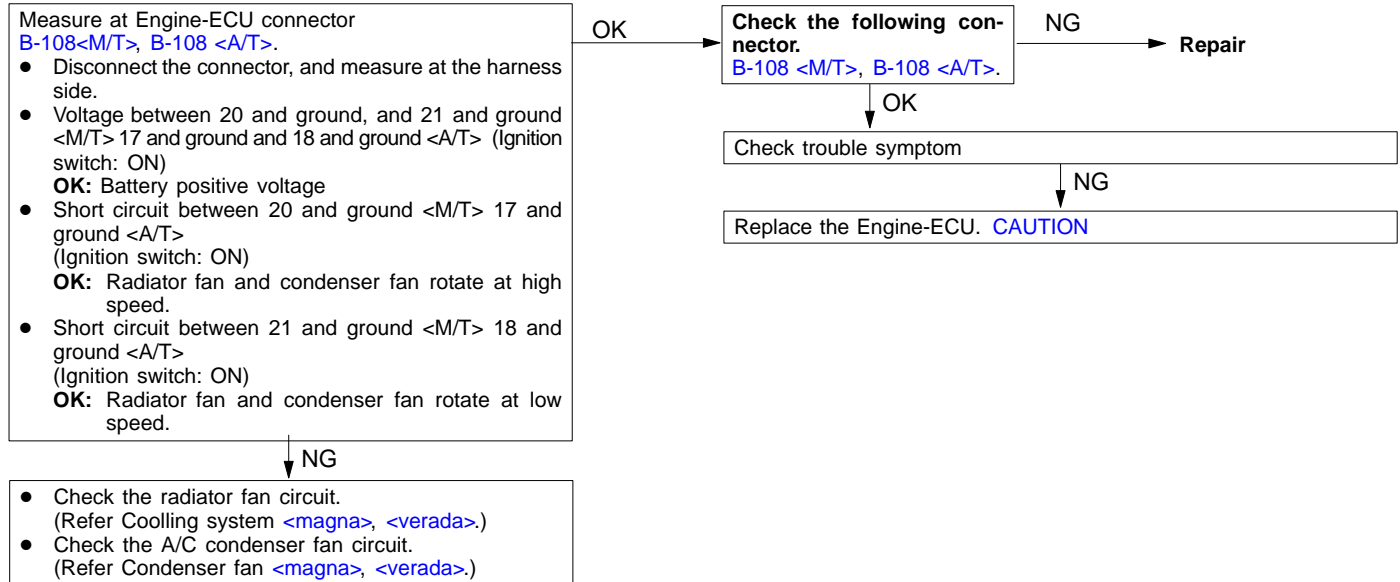 Measure at Engine-ECU connector
B-108<M/T>, B-108 <A/T>.
● Disconnect the connector, and measure at the harness
side.
● Voltage between 20 and ground, and 21 and ground
<M/T> 17 and ground and 18 and ground <A/T> (Ignition
switch: ON)
OK: Battery positive voltage
● Short circuit between 20 and ground <M/T> 17 and
ground <A/T>
(Ignition switch: ON)
OK: Radiator fan and condenser fan rotate at high
speed.
● Short circuit between 21 and ground <M/T> 18 and
ground <A/T>
(Ignition switch: ON)
OK: Radiator fan and condenser fan rotate at low
speed.
NG
● Check the radiator fan circuit.
(Refer Coolling system <magna>, <verada>.)
● Check the A/C condenser fan circuit.
(Refer Condenser fan <magna>, <verada>.)
OK
Check the following con-
nector.
B-108 <M/T>, B-108 <A/T>.
NG
Repair
OK
Check trouble symptom
NG
Replace the Engine-ECU. CAUTION